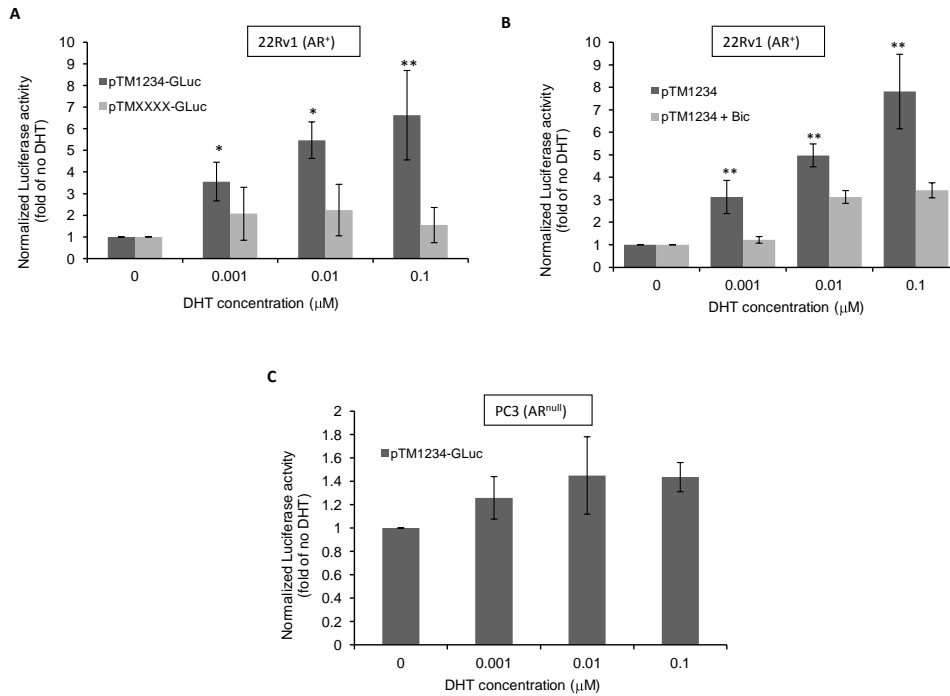 A
22Rv1 (AR+)
10
9
8
7
6
5
4
3
2
1
0
Normalized Luciferase activity
(fold of no DHT)
pTM1234-GLuc
pTMXXXX-GLuc
*
*
**
0
0.001
0.01
0.1
DHT concentration (μM)
B
22Rv1 (AR+)
10
9
8
7
6
5
4
3
2
1
0
Normalized Luciferase activity
(fold of no DHT)
pTM1234
pTM1234 + Bic
**
**
**
0
0.001
0.01
0.1
DHT concentration (μM)
C
PC3 (ARnull)
2
1.8
1.6
1.4
1.2
1
0.8
0.6
0.4
0.2
0
Normalized Luciferase actvity
(fold of no DHT)
pTM1234-GLuc
0
0.001
0.01
0.1
DHT concentration (μM)